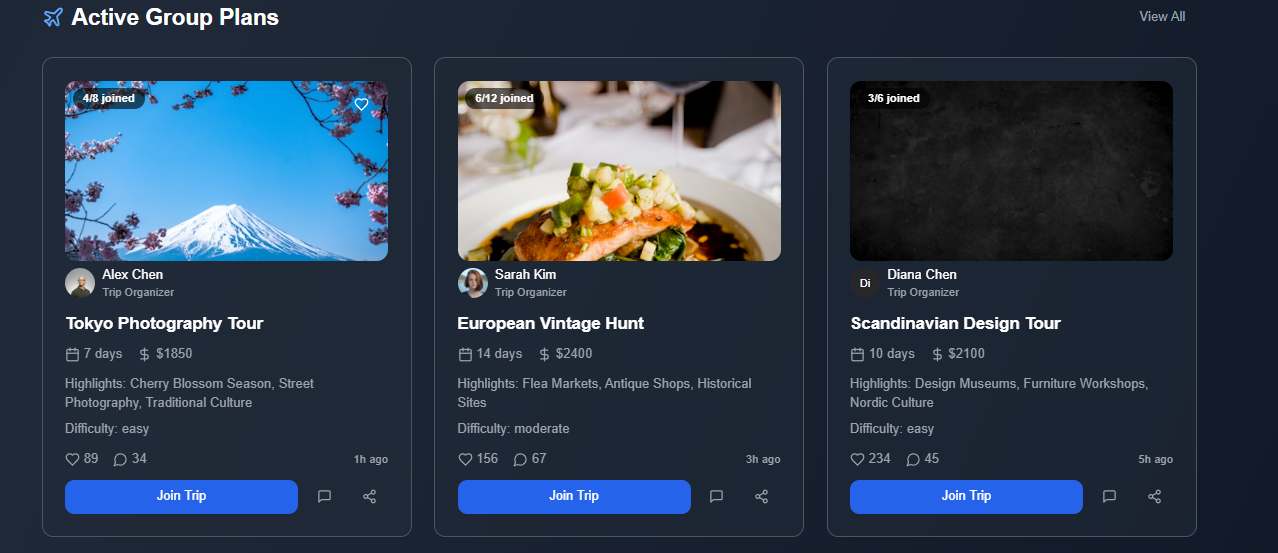 Active Group Plans
View All
4/8 joined
Alex Chen
Trip Organizer
Tokyo Photography Tour
7 days $1850
Highlights: Cherry Blossom Season, Street
Photography, Traditional Culture
Difficulty: easy
89 34 1h ago
Join Trip
6/12 joined
Sarah Kim
Trip Organizer
European Vintage Hunt
14 days $2400
Highlights: Flea Markets, Antique Shops, Historical
Sites
Difficulty: moderate
156 67 3h ago
Join Trip
3/6 joined
Di
Diana Chen
Trip Organizer
Scandinavian Design Tour
10 days $2100
Highlights: Design Museums, Furniture Workshops,
Nordic Culture
Difficulty: easy
234 45 5h ago
Join Trip